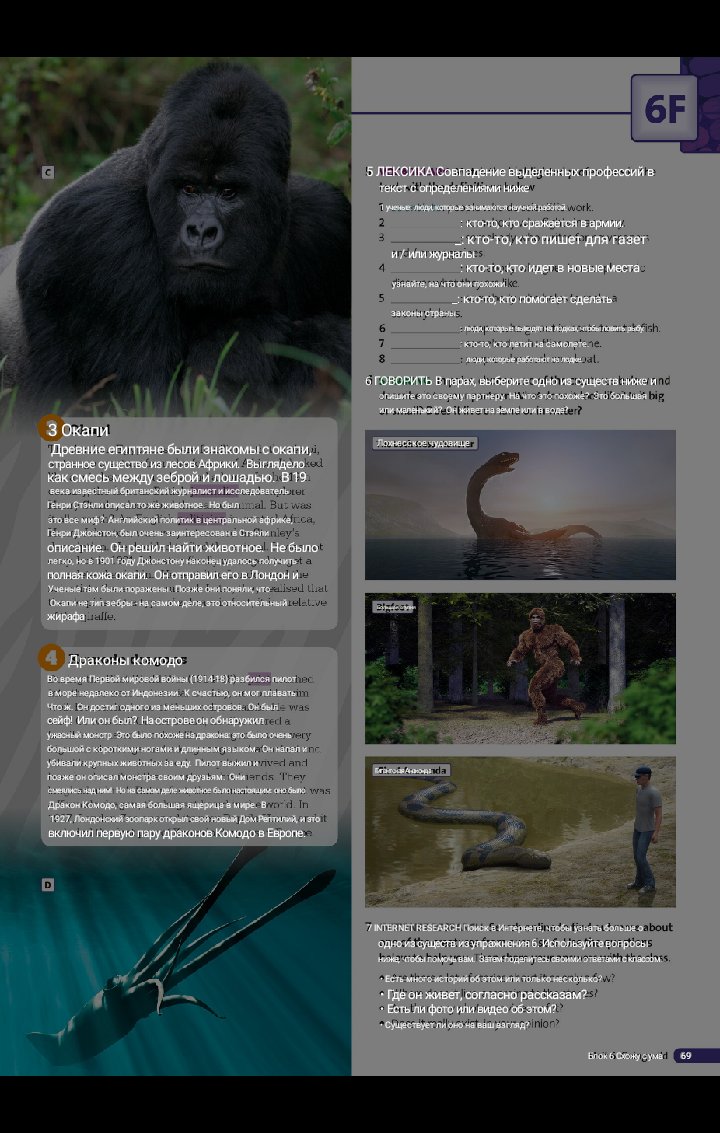 6F
C
5 ЛЕКСИКА Совпадение выделенных профессий в
текст с определениями ниже
1 ученые: люди, которые занимаются научной работой.
2 ____________: кто-то, кто сражается в армии.
3 ____________: кто-то, кто пишет для газет
и / или журналы.
4 ____________: кто-то, кто идет в новые места
узнайте, на что они похожи.
5 ____________: кто-то, кто помогает сделать
законы страны.
6 ____________: люди, которые выходят на лодках, чтобы ловить рыбу.
7 ____________: кто-то, кто летит на самолете.
8 ____________: люди, которые работают на лодке.
6 ГОВОРИТЬ В парах, выберите одно из существ ниже и
опишите это своему партнеру. На что это похоже? Это большая
или маленький? Он живет на земле или в воде?
Лохнесское чудовище
7 INTERNET RESEARCH Поиск в Интернете, чтобы узнать больше о
одно из существ из упражнения 6. Используйте вопросы
ниже, чтобы помочь вам. Затем поделитесь своими ответами с классом.
• Есть много историй об этом или только несколько?
• Где он живет, согласно рассказам?
• Есть ли фото или видео об этом?
• Существует ли оно на ваш взгляд?
3 Окапи
Древние египтяне были знакомы с окапи,
странное существо из лесов Африки. Выглядело
как смесь между зеброй и лошадью. В 19
века известный британский журналист и исследователь
Генри Стэнли описал то же животное. Но был
это все миф? Английский политик в центральной африке,
Генри Джонстон, был очень заинтересован в Стэнли
описание. Он решил найти животное. Не было
легко, но в 1901 году Джонстону наконец удалось получить
полная кожа окапи. Он отправил его в Лондон и
Ученые там были поражены. Позже они поняли, что
Окапи не тип зебры - на самом деле, это относительный
жирафа.
4 Драконы комодо
Во время Первой мировой войны (1914-18) разбился пилот
в море недалеко от Индонезии. К счастью, он мог плавать
Что ж. Он достиг одного из меньших островов. Он был
сейф! Или он был? На острове он обнаружил
ужасный монстр. Это было похоже на дракона: это было очень
большой с короткими ногами и длинным языком. Он напал и
убивали крупных животных за еду. Пилот выжил и
позже он описал монстра своим друзьям. Они
смеялись над ним! Но на самом деле животное было настоящим: оно было
Дракон Комодо, самая большая ящерица в мире. В
1927, Лондонский зоопарк открыл свой новый Дом Рептилий, и это
включил первую пару драконов Комодо в Европе.
D
Блок 6 Схожу с ума
69